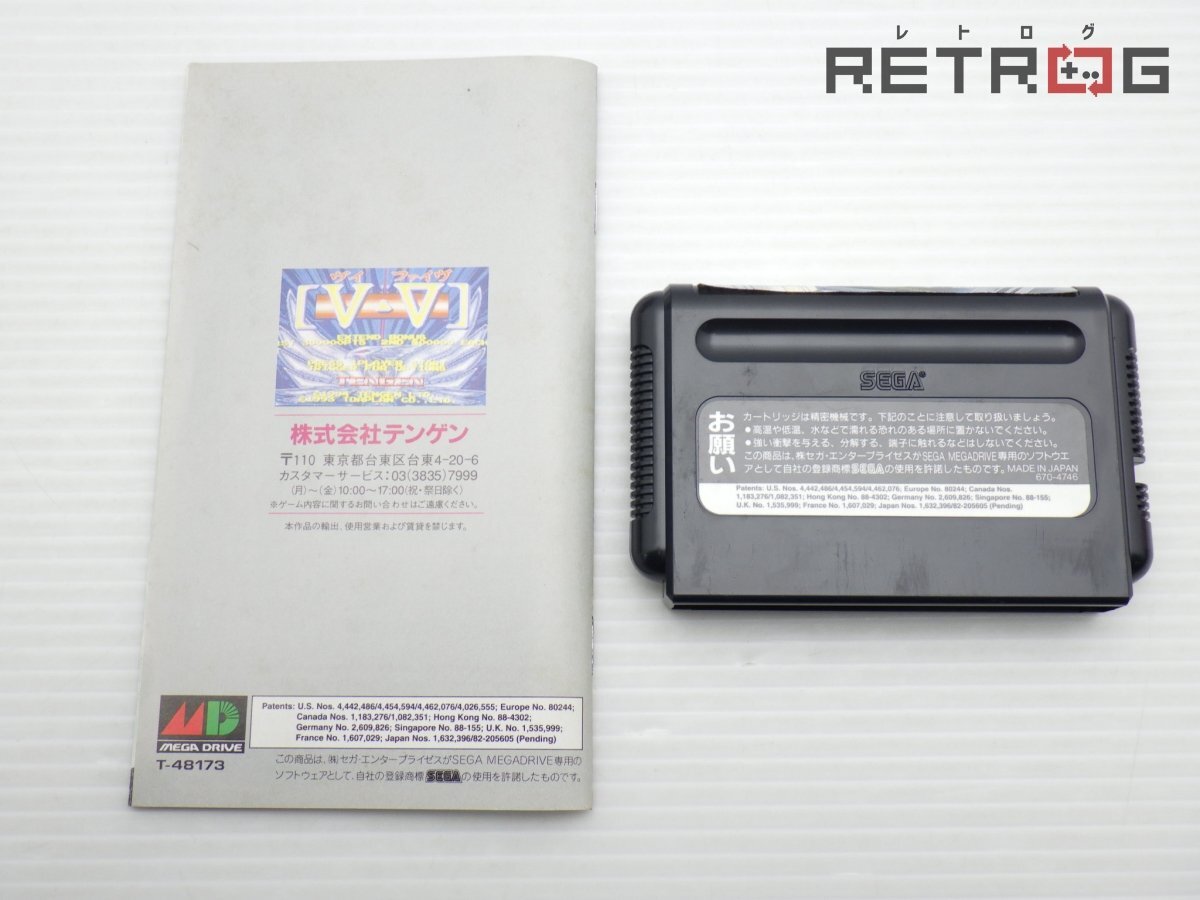 レトログ
RETROG
ヴイ ファイヴ
[V・V]
EXTEND BONUS
TENGEN
株式会社テンゲン
〒110 東京都台東区台東4-20-6
カスタマーサービス:03(3835)7999
(月)〜(金)10:00〜17:00(祝・祭日除く)
※ゲーム内容に関するお問い合わせはご遠慮ください。
本作品の輸出、使用営業および賃貸を禁じます。
MEGA DRIVE
T-48173
Patents: U.S. Nos. 4,442,486/4,454,594/4,462,076/4,026,555; Europe No. 80244;
Canada Nos. 1,183,276/1,082,351; Hong Kong No. 88-4302;
Germany No. 2,609,826; Singapore No. 88-155; U.K. No. 1,535,999;
France No. 1,607,029; Japan Nos. 1,632,396/82-205605 (Pending)
この商品は、(株)セガ・エンタープライゼスがSEGA MEGADRIVE専用の
ソフトウェアとして、自社の登録商標SEGAの使用を許諾したものです。
SEGA®
お願い
カートリッジは精密機械です。下記のことに注意して取り扱いましょう。
●高温や低温、水などで濡れる恐れのある場所に置かないでください。
●強い衝撃を与える、分解する、端子に触れるなどはしないでください。
この商品は、(株)セガ・エンタープライゼスがSEGA MEGADRIVE専用のソフトウエ
アとして自社の登録商標SEGAの使用を許諾したものです。 MADE IN JAPAN
670-4746
Patents: U.S. Nos. 4,442,486/4,454,594/4,462,076; Europe No. 80244; Canada Nos.
1,183,276/1,082,351; Hong Kong No. 88-4302; Germany No. 2,609,826; Singapore No. 88-155;
U.K. No. 1,535,999; France No. 1,607,029; Japan Nos. 1,632,396/82-205605 (Pending)